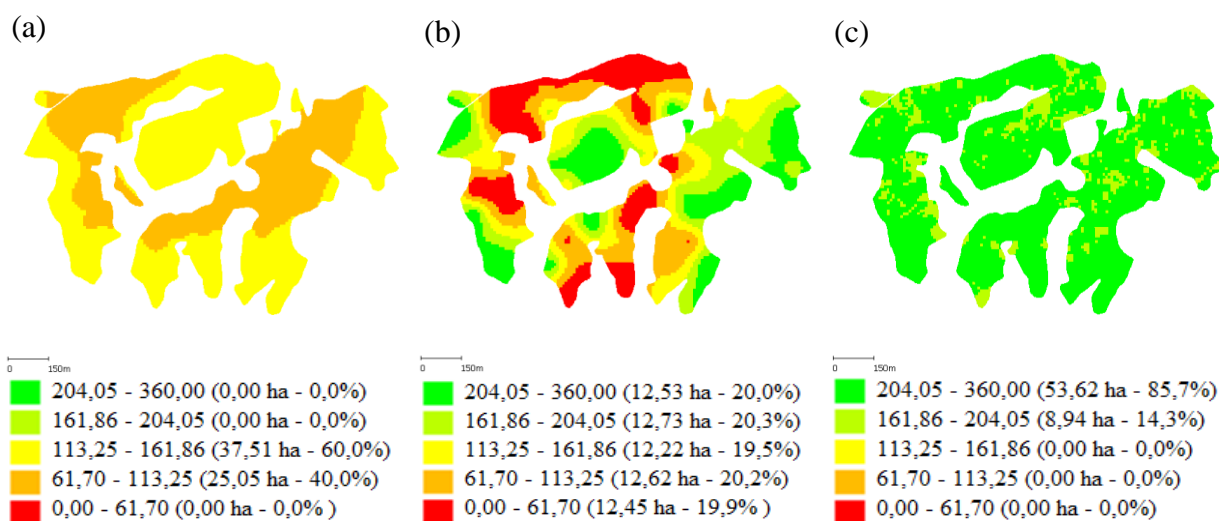 (a)
(b)
(c)
0 150m
204,05 - 360,00 (0,00 ha - 0,0%)
161,86 - 204,05 (0,00 ha - 0,0%)
113,25 - 161,86 (37,51 ha - 60,0%)
61,70 - 113,25 (25,05 ha - 40,0%)
0,00 - 61,70 (0,00 ha - 0,0% )
0 150m
204,05 - 360,00 (12,53 ha - 20,0%)
161,86 - 204,05 (12,73 ha - 20,3%)
113,25 - 161,86 (12,22 ha - 19,5%)
61,70 - 113,25 (12,62 ha - 20,2%)
0,00 - 61,70 (12,45 ha - 19,9% )
0 150m
204,05 - 360,00 (53,62 ha - 85,7%)
161,86 - 204,05 (8,94 ha - 14,3%)
113,25 - 161,86 (0,00 ha - 0,0%)
61,70 - 113,25 (0,00 ha - 0,0%)
0,00 - 61,70 (0,00 ha - 0,0%)